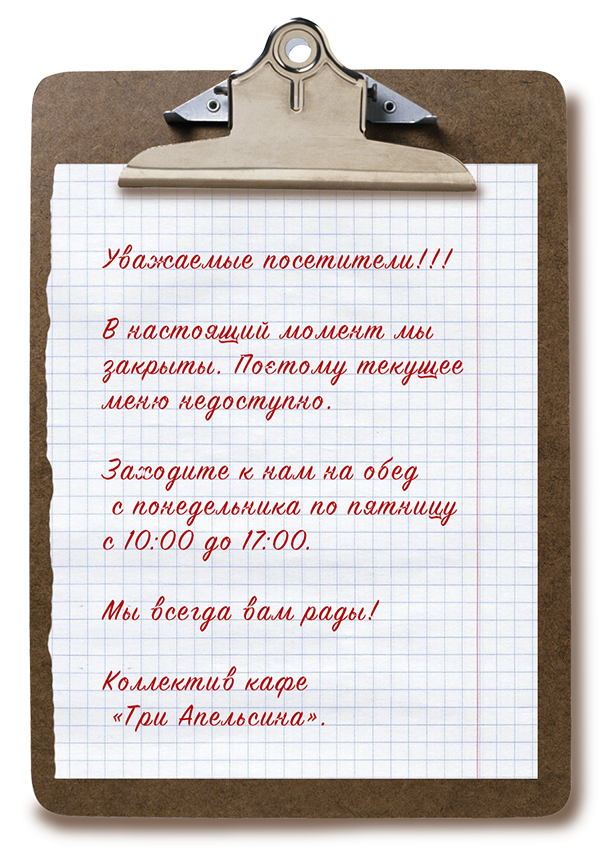 Уважаемые посетители!!!
В настоящий момент мы
закрыты. Поэтому текущее
меню недоступно.
Заходите к нам на обед
с понедельника по пятницу
с 10:00 до 17:00.
Мы всегда вам рады!
Коллектив кафе
«Три Апельсина».